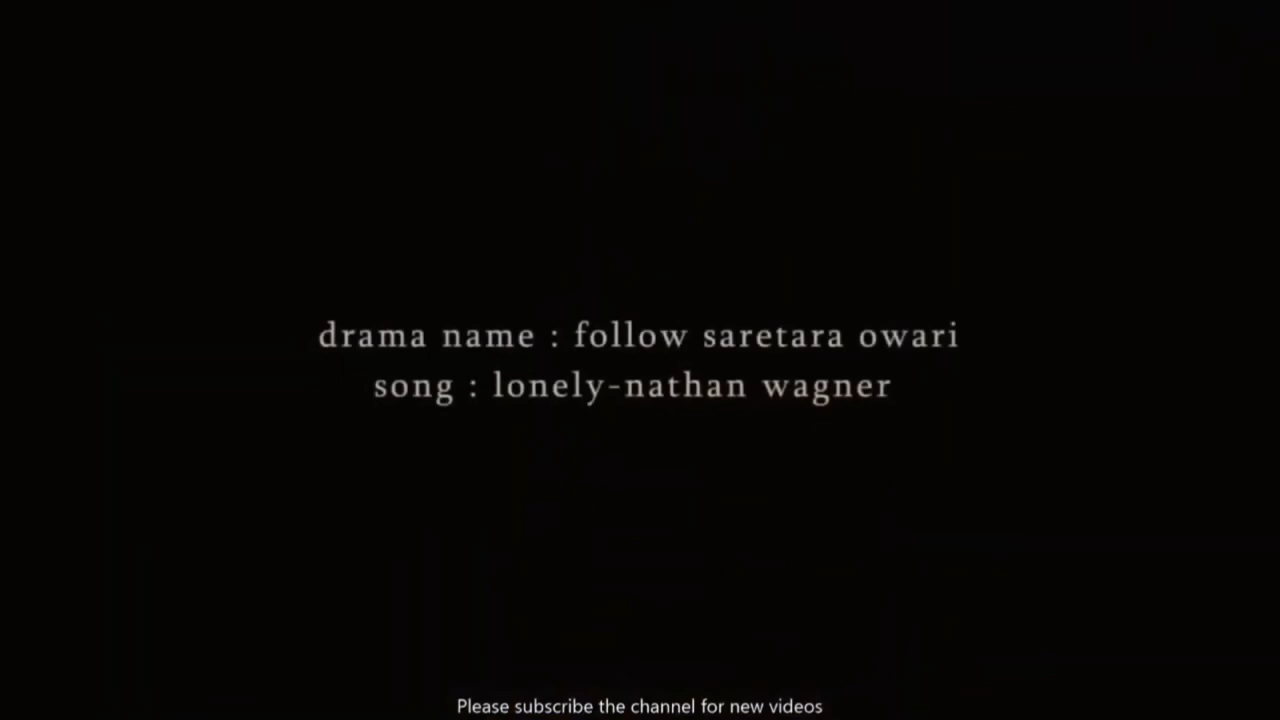 drama name : follow saretara owari
song : lonely-nathan wagner
Please subscribe the channel for new videos